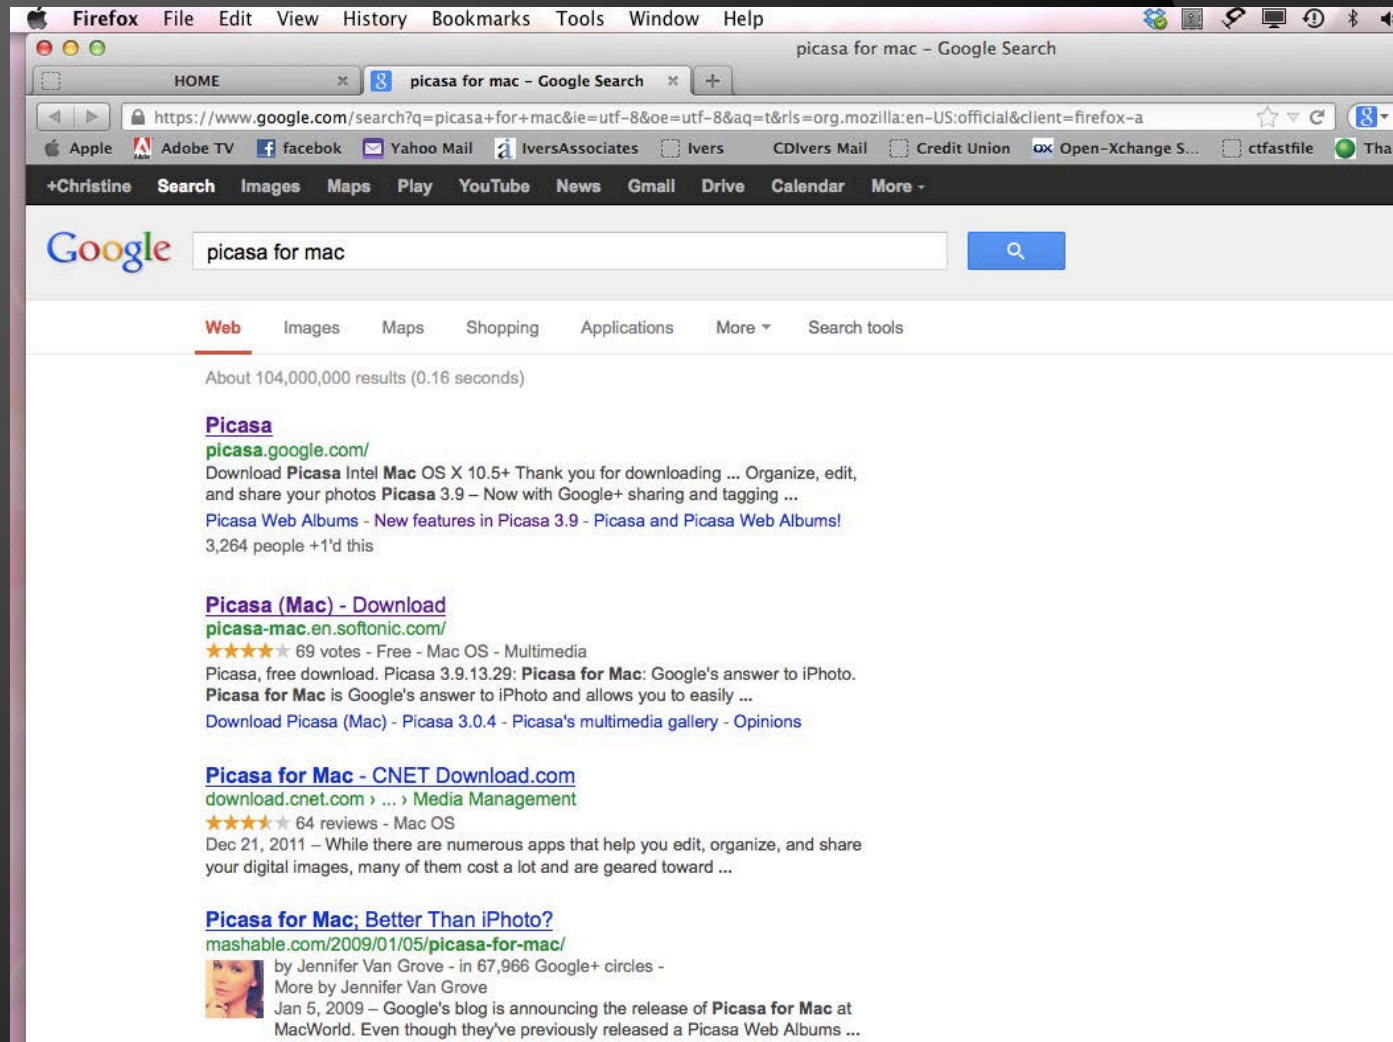 Firefox File Edit View History Bookmarks Tools Window Help
picasa for mac – Google Search
HOME picasa for mac – Google Search
https://www.google.com/search?q=picasa+for+mac&ie=utf-8&oe=utf-8&aq=t&rls=org.mozilla:en-US:official&client=firefox-a
Apple Adobe TV facebok Yahoo Mail IversAssociates Ivers CDIvers Mail Credit Union Open-Xchange S... ctfastfile Tha
+Christine Search Images Maps Play YouTube News Gmail Drive Calendar More
Google picasa for mac
Web Images Maps Shopping Applications More Search tools
About 104,000,000 results (0.16 seconds)
Picasa
picasa.google.com/
Download Picasa Intel Mac OS X 10.5+ Thank you for downloading ... Organize, edit,
and share your photos Picasa 3.9 – Now with Google+ sharing and tagging ...
Picasa Web Albums - New features in Picasa 3.9 - Picasa and Picasa Web Albums!
3,264 people +1'd this
Picasa (Mac) - Download
picasa-mac.en.softonic.com/
69 votes - Free - Mac OS - Multimedia
Picasa, free download. Picasa 3.9.13.29: Picasa for Mac: Google's answer to iPhoto.
Picasa for Mac is Google's answer to iPhoto and allows you to easily ...
Download Picasa (Mac) - Picasa 3.0.4 - Picasa's multimedia gallery - Opinions
Picasa for Mac - CNET Download.com
download.cnet.com › ... › Media Management
64 reviews - Mac OS
Dec 21, 2011 – While there are numerous apps that help you edit, organize, and share
your digital images, many of them cost a lot and are geared toward ...
Picasa for Mac; Better Than iPhoto?
mashable.com/2009/01/05/picasa-for-mac/
by Jennifer Van Grove - in 67,966 Google+ circles -
More by Jennifer Van Grove
Jan 5, 2009 – Google's blog is announcing the release of Picasa for Mac at
MacWorld. Even though they've previously released a Picasa Web Albums ...